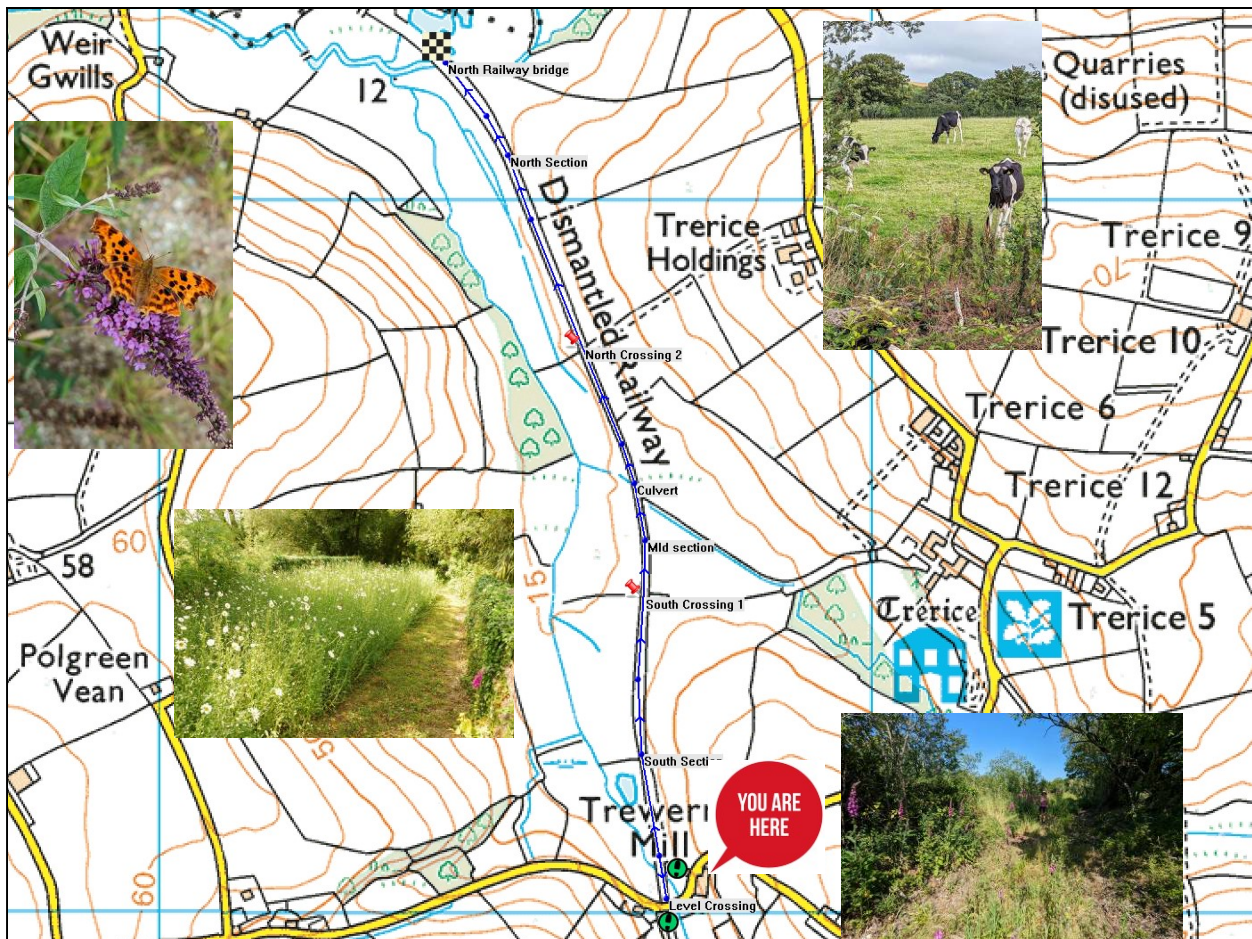 Weir
Gwills
12
North Railway bridge
Quarries
(disused)
North Section
Dismantled Railway
Trerice
Holdings
Trerice 9
70
Trerice 10
North Crossing 2
Trerice 6
Culvert
Trerice 12
60
58
Mid section
15
South Crossing 1
Trerice
Trerice 5
Polgreen
Vean
South Section
YOU ARE
HERE
Mill
60
Level Crossing